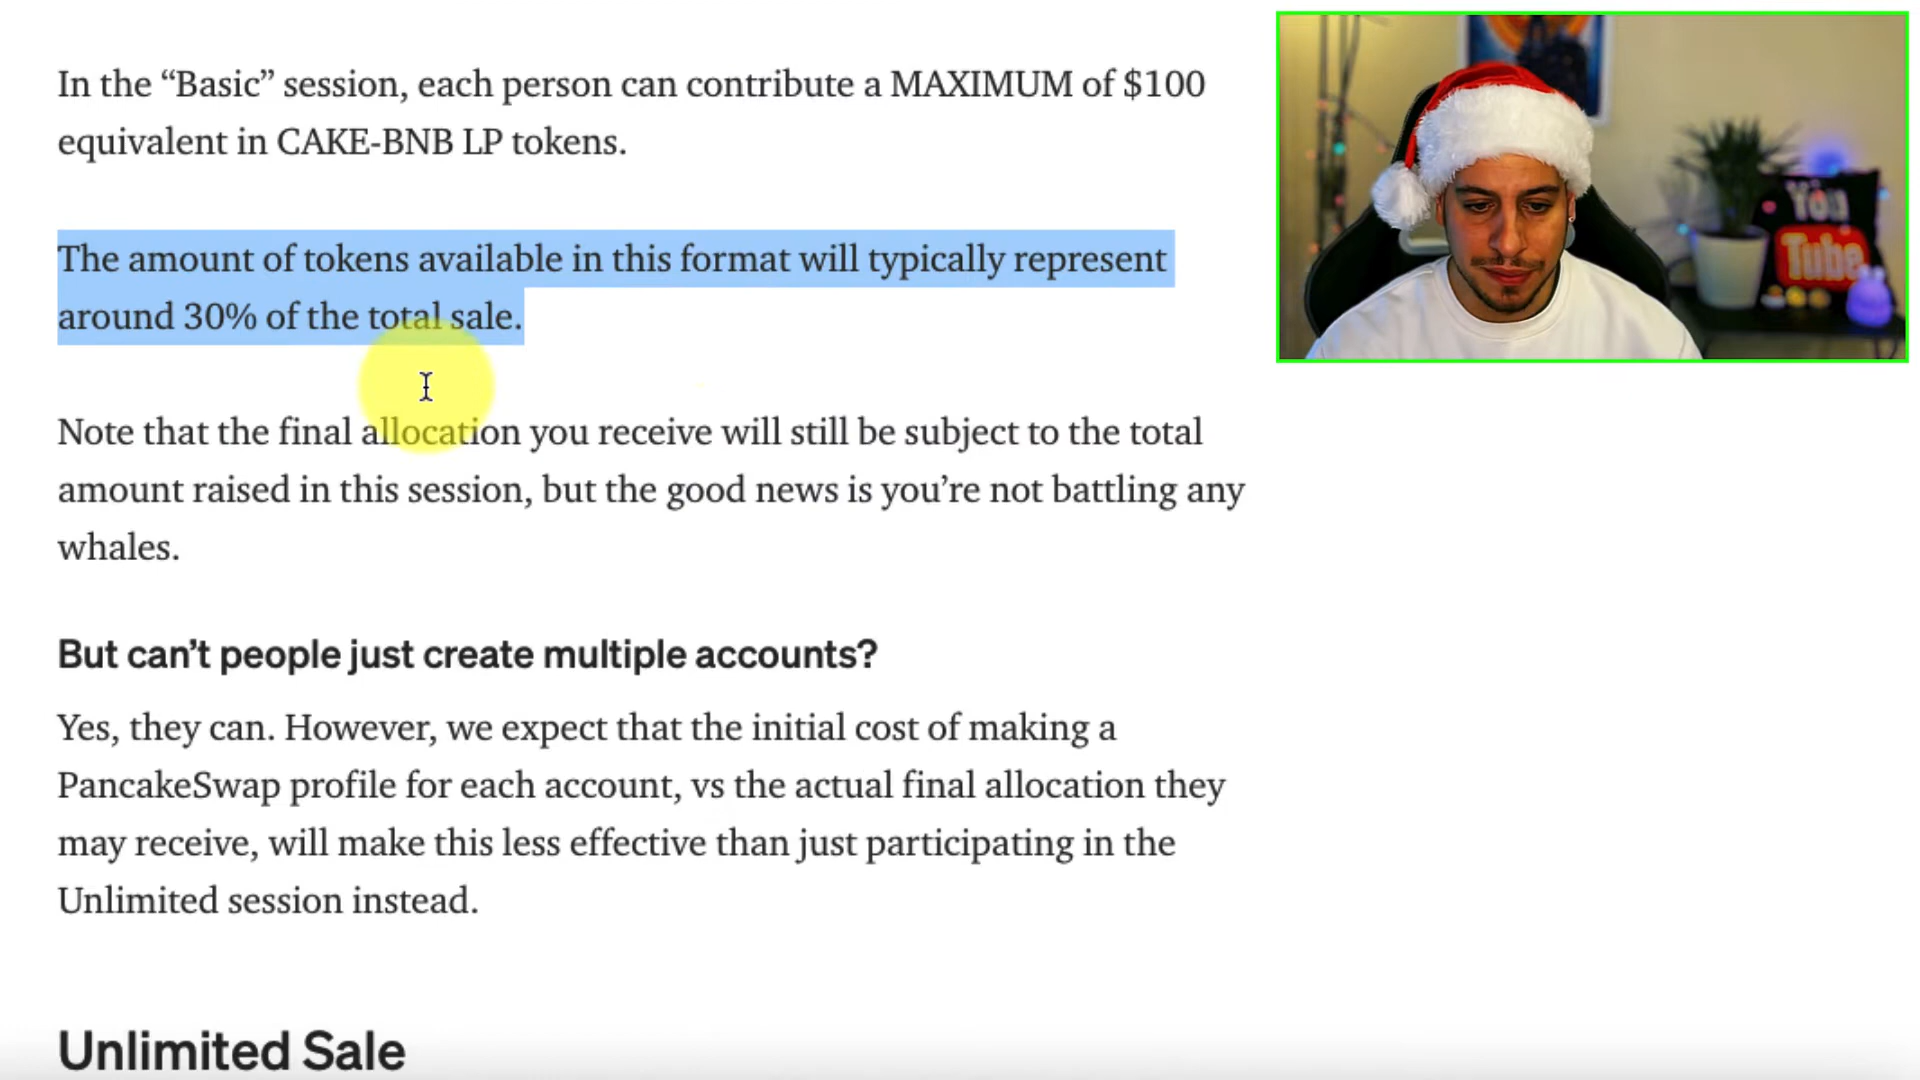 In the “Basic” session, each person can contribute a MAXIMUM of $100
equivalent in CAKE-BNB LP tokens.
The amount of tokens available in this format will typically represent
around 30% of the total sale.
Note that the final allocation you receive will still be subject to the total
amount raised in this session, but the good news is you’re not battling any
whales.
But can’t people just create multiple accounts?
Yes, they can. However, we expect that the initial cost of making a
PancakeSwap profile for each account, vs the actual final allocation they
may receive, will make this less effective than just participating in the
Unlimited session instead.
Unlimited Sale
You
Tube